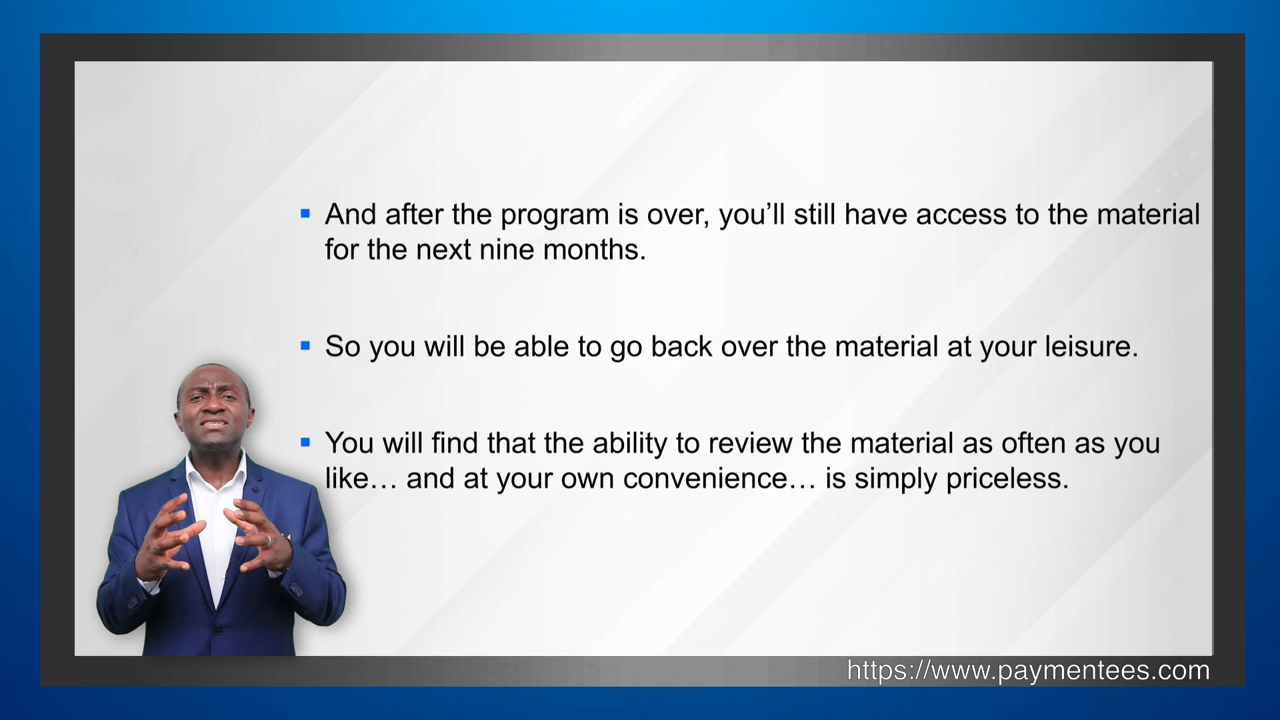 And after the program is over, you’ll still have access to the material
for the next nine months.
So you will be able to go back over the material at your leisure.
You will find that the ability to review the material as often as you
like… and at your own convenience… is simply priceless.
https://www.paymentees.com